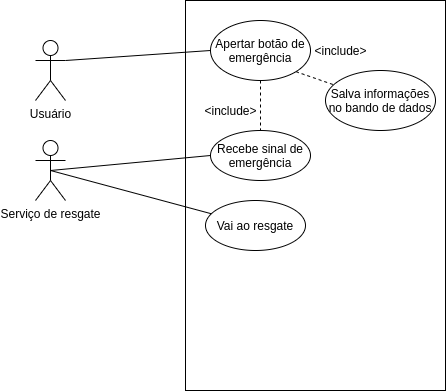 Apertar botão de
emergência
<include>
Salva informações
no bando de dados
Usuário
<include>
Recebe sinal de
emergência
Serviço de resgate
Vai ao resgate